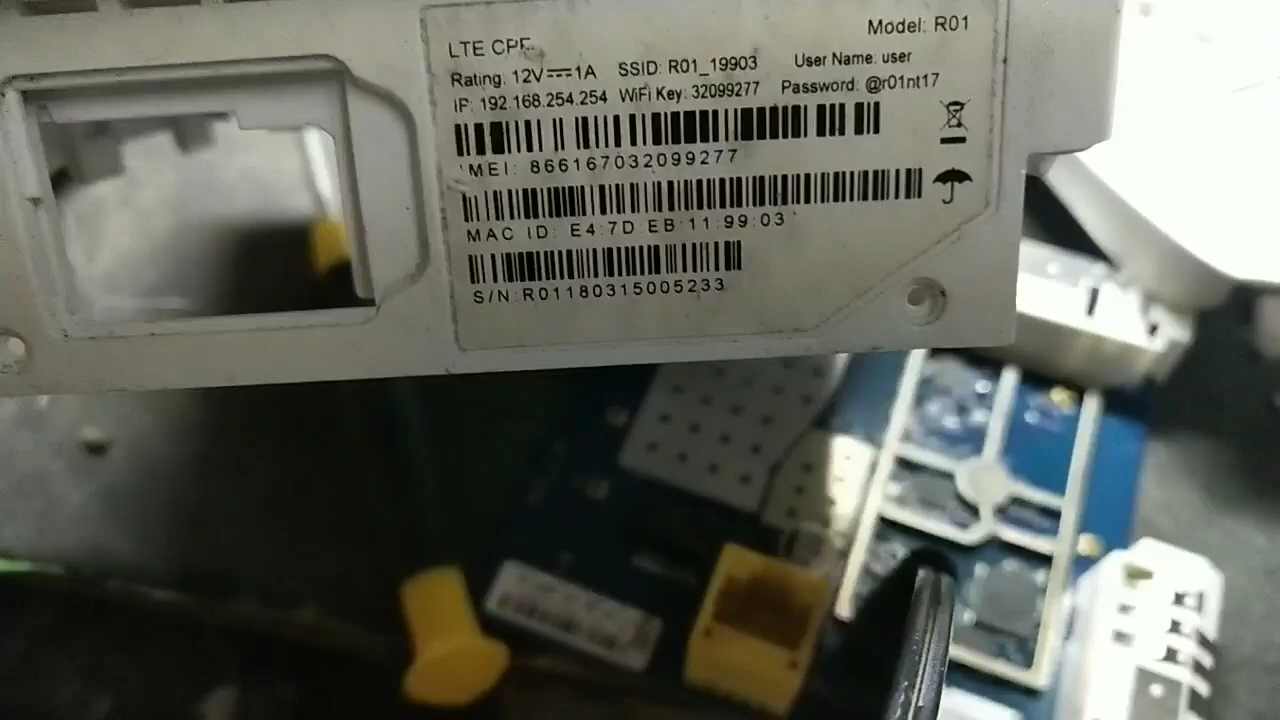 Model: R01
LTE CPE
Rating: 12V⎓1A SSID: R01_19903 User Name: user
IP: 192.168.254.254 WiFi Key: 32099277 Password: @r01nt17
IMEI: 866167032099277
MAC ID: E4:7D:EB:11:99:03
S/N:R01180315005233